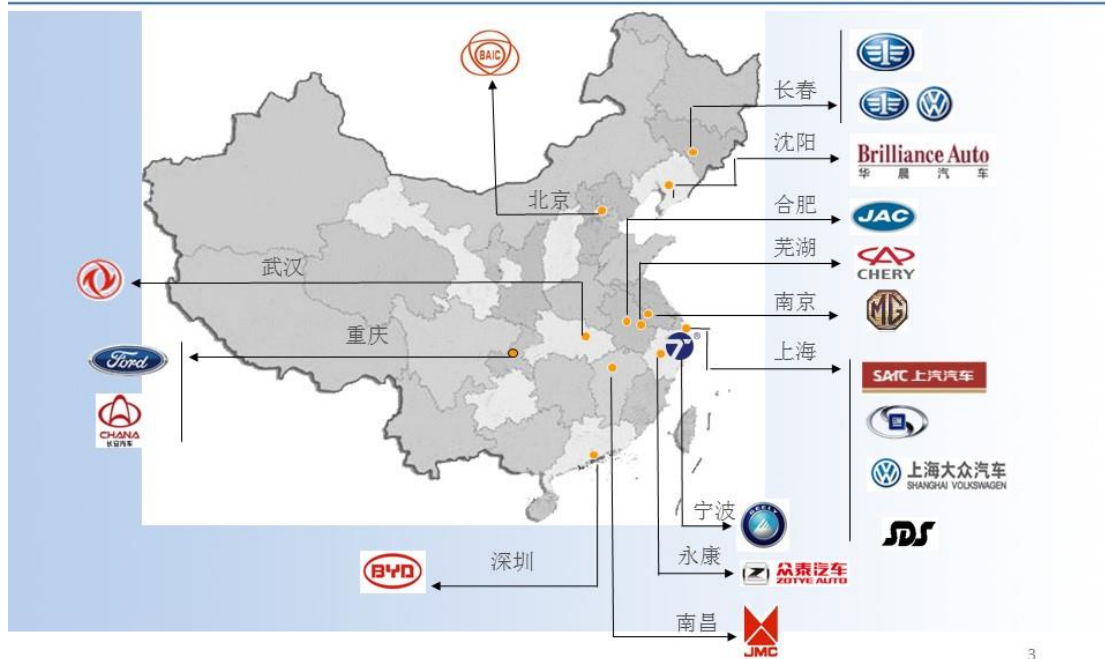 BAIC
长春
沈阳
Brilliance Auto
华晨汽车
北京
合肥
JAC
芜湖
CHERY
武汉
南京
MG
重庆
上海
Ford
SAIC 上汽汽车
®
CHANA
长安汽车
GM
上海大众汽车
SHANGHAI VOLKSWAGEN
宁波
GEELY
SDS
深圳
BYD
永康
众泰汽车
ZOTYE AUTO
南昌
JMC
3